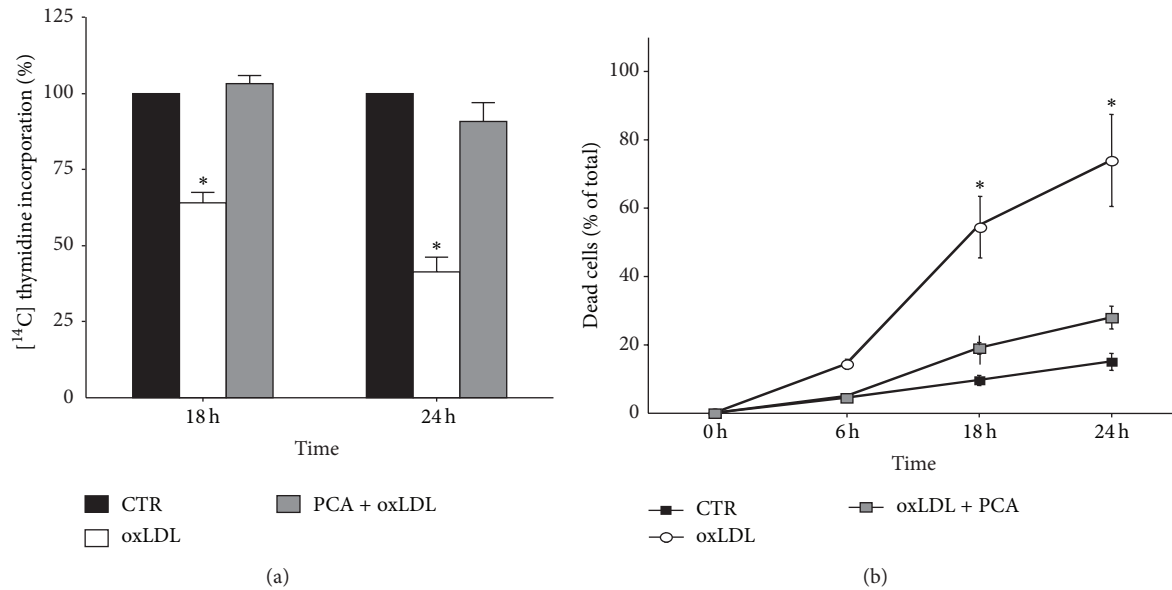 125
100
75
50
25
0
[¹⁴C] thymidine incorporation (%)
*
*
18 h
24 h
Time
CTR
PCA + oxLDL
oxLDL
(a)
100
80
60
40
20
0
Dead cells (% of total)
*
*
0 h
6 h
18 h
24 h
Time
CTR
oxLDL + PCA
oxLDL
(b)